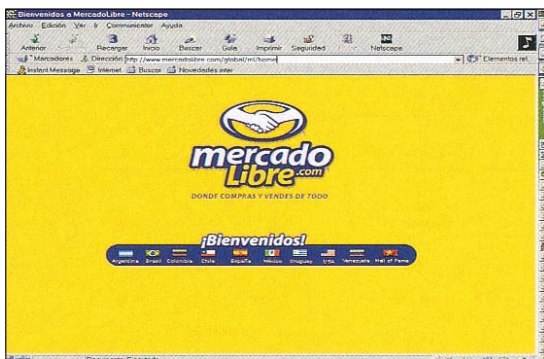 Bienvenidos a MercadoLibre - Netscape
Archivo Edición Ver Ir Communicator Ayuda
Anterior Recargar Inicio Buscar Guía Imprimir Seguridad Netscape
Marcadores Dirección http://www.mercadolibre.com/global/ml/home Elementos rel.
Instant Message Internet Buscar Novedades
mercado
Libre.com
DONDE COMPRAS Y VENDES DE TODO
¡Bienvenidos!
Argentina Brasil Colombia Chile España México Uruguay Venezuela Hall of Fame